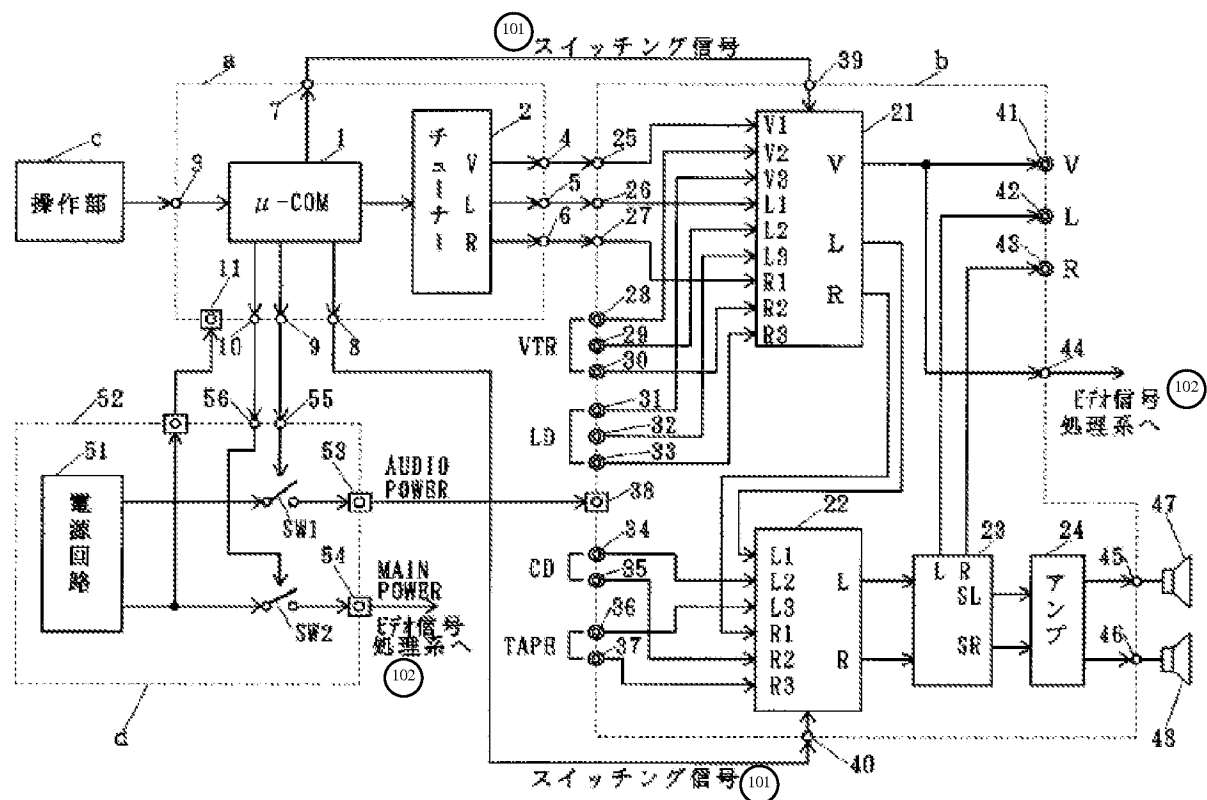 101
スイッチング信号
a
7
39
b
1
2
4
25
V1
21
41
c
3
チューナー
V
V2
V
V
操作部
μ-COM
5
26
V3
42
L
L1
L
27
6
L2
L
43
R
L3
11
R1
R
R
28
R2
10
9
8
VTR
29
R3
30
44
102
ビデオ信号
処理系へ
52
56
55
31
LD
32
33
51
53
AUDIO
POWER
38
22
電源回路
SW1
47
34
L1
23
24
54
CD
L2
L
L R
45
MAIN
POWER
35
SL
アンプ
36
L3
SW2
ビデオ信号
処理系へ
TAPE
R1
46
37
R2
R
SR
102
R3
d
40
48
スイッチング信号
101